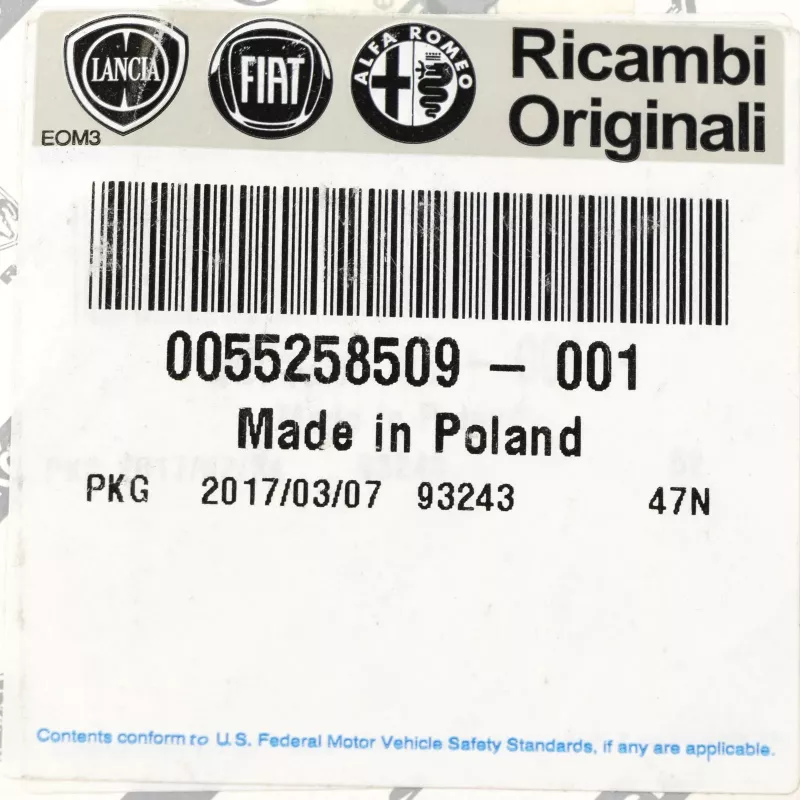 LANCIA
FIAT
ALFA ROMEO
Ricambi
Originali
EOM3
0055258509 - 001
Made in Poland
PKG 2017/03/07 93243 47N
Contents conform to U.S. Federal Motor Vehicle Safety Standards, if any are applicable.